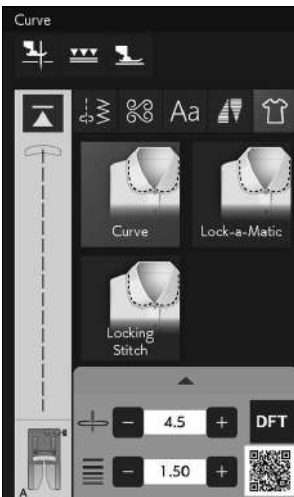 Curve
Aa
Curve
Lock-a-Matic
Locking
Stitch
4.5
DFT
1.50
A